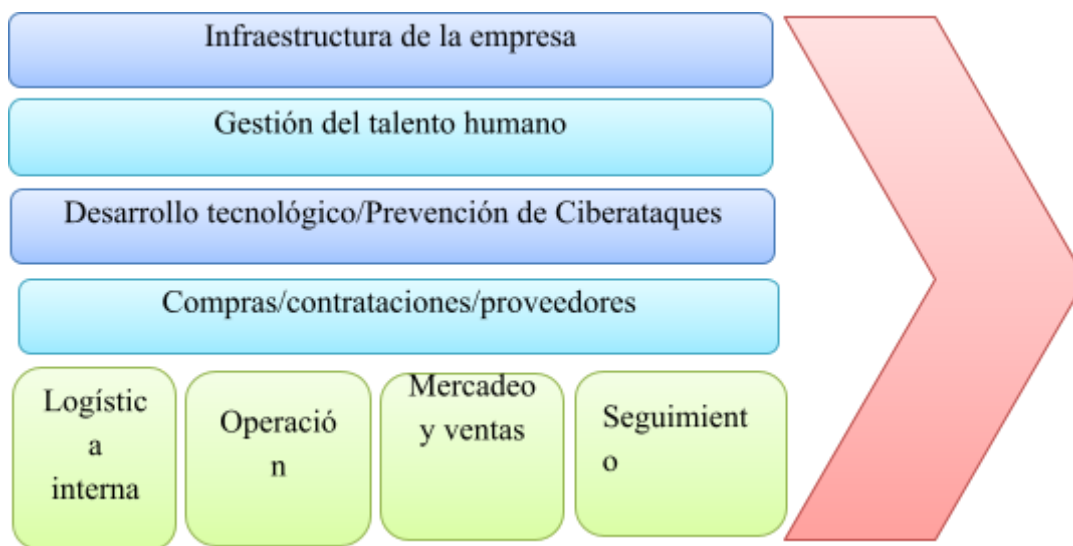 Infraestructura de la empresa
Gestión del talento humano
Desarrollo tecnológico/Prevención de Ciberataques
Compras/contrataciones/proveedores
Logístic
a
interna
Operació
n
Mercadeo
y ventas
Seguimient
o